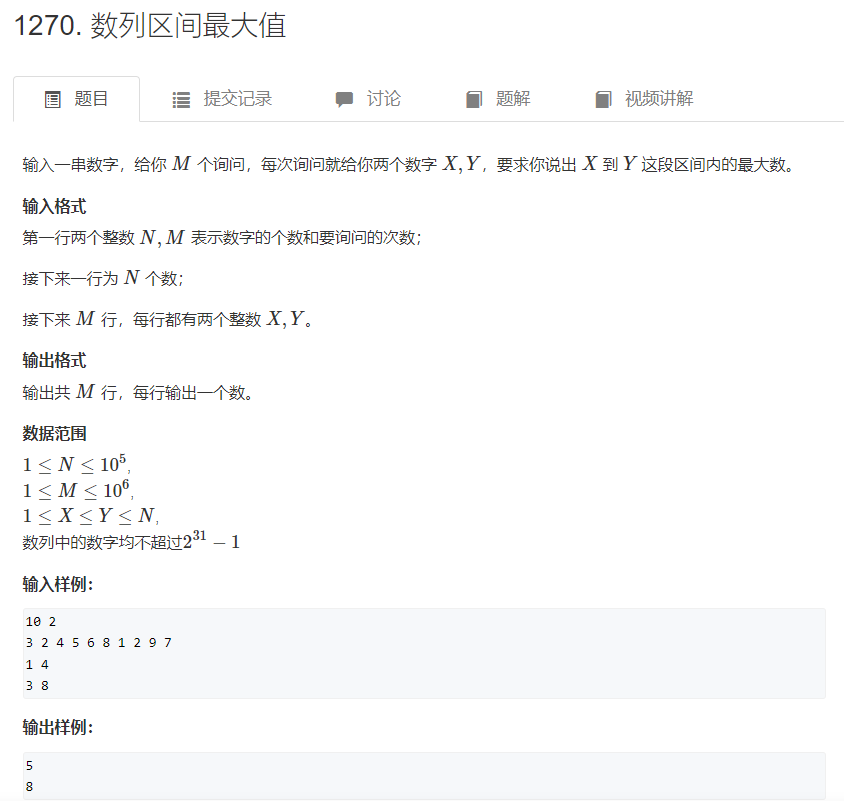 1270. 数列区间最大值
题目 提交记录 讨论 题解 视频讲解
输入一串数字，给你 M 个询问，每次询问就给你两个数字 X,Y，要求你说出 X 到 Y 这段区间内的最大数。
输入格式
第一行两个整数 N,M 表示数字的个数和要询问的次数；
接下来一行为 N 个数；
接下来 M 行，每行都有两个整数 X,Y。
输出格式
输出共 M 行，每行输出一个数。
数据范围
1 ≤ N ≤ 10^5,
1 ≤ M ≤ 10^6,
1 ≤ X ≤ Y ≤ N,
数列中的数字均不超过2^31 − 1
输入样例：
10 2
3 2 4 5 6 8 1 2 9 7
1 4
3 8
输出样例：
5
8